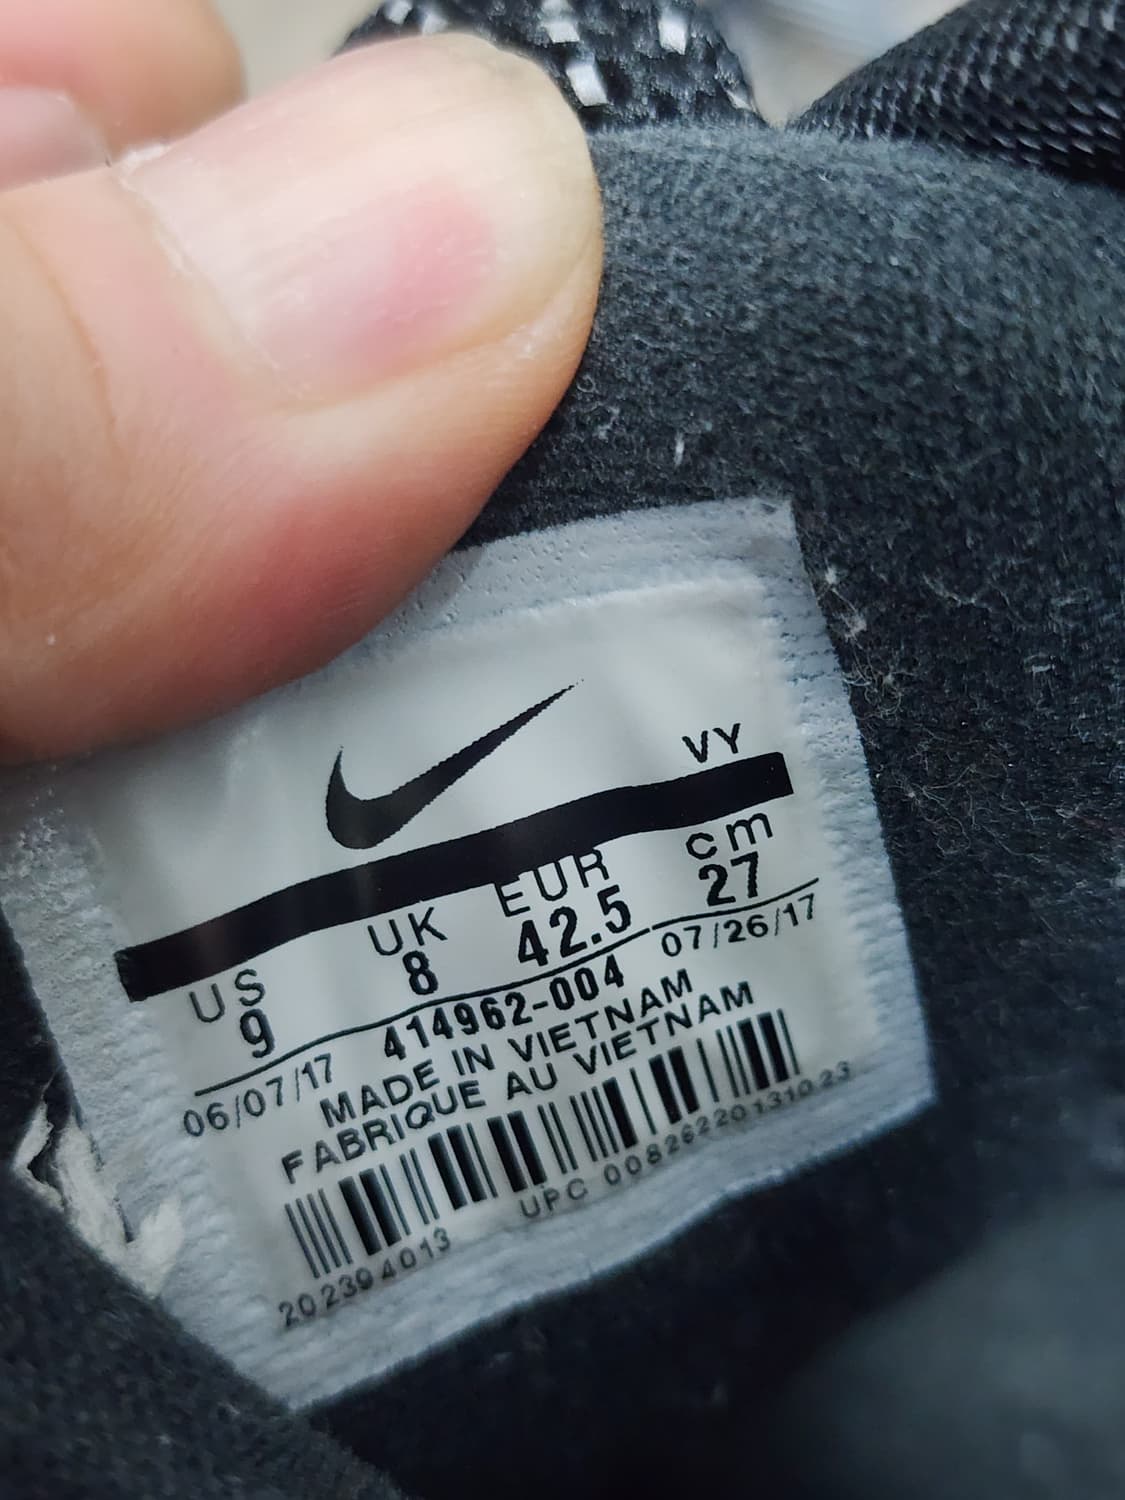 VY
US UK EUR cm
9 8 42.5 27
06/07/17 414962-004 07/26/17
MADE IN VIETNAM
FABRIQUE AU VIETNAM
202394013 UPC 00826220131023